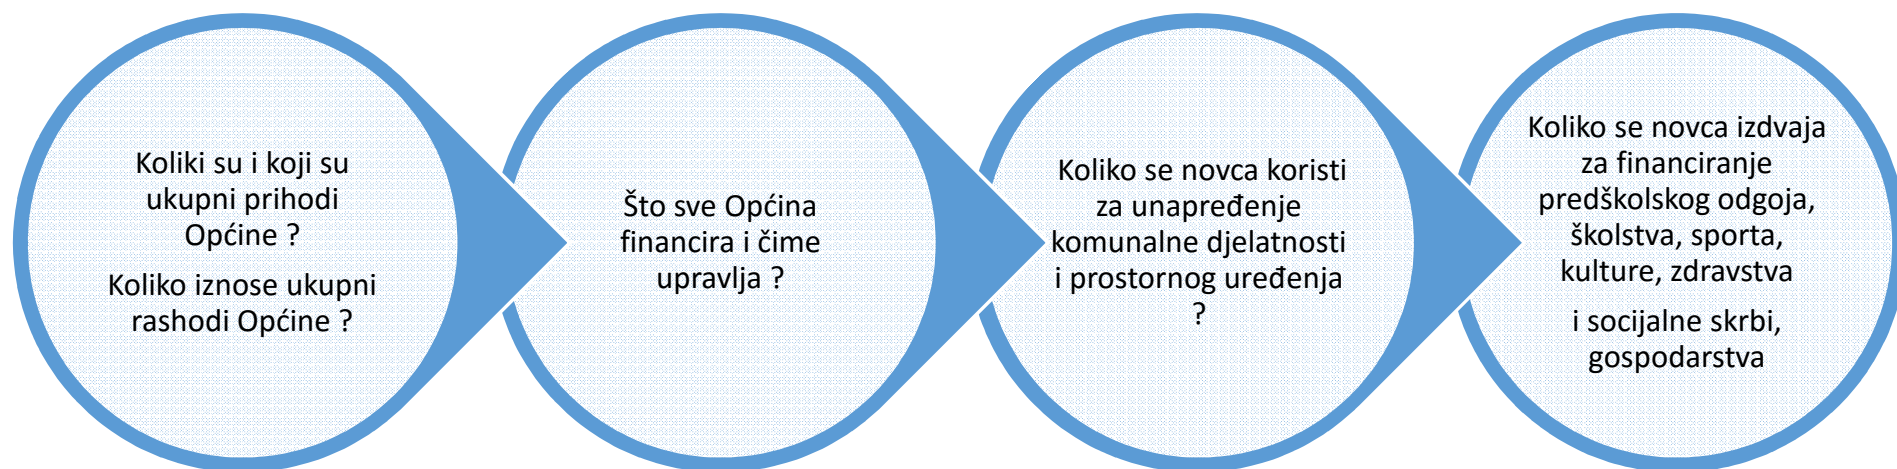 Koliki su i koji su
ukupni prihodi
Općine ?
Koliko iznose ukupni
rashodi Općine ?
Što sve Općina
financira i čime
upravlja ?
Koliko se novca koristi
za unapređenje
komunalne djelatnosti
i prostornog uređenja
?
Koliko se novca izdvaja
za financiranje
predškolskog odgoja,
školstva, sporta,
kulture, zdravstva
i socijalne skrbi,
gospodarstva